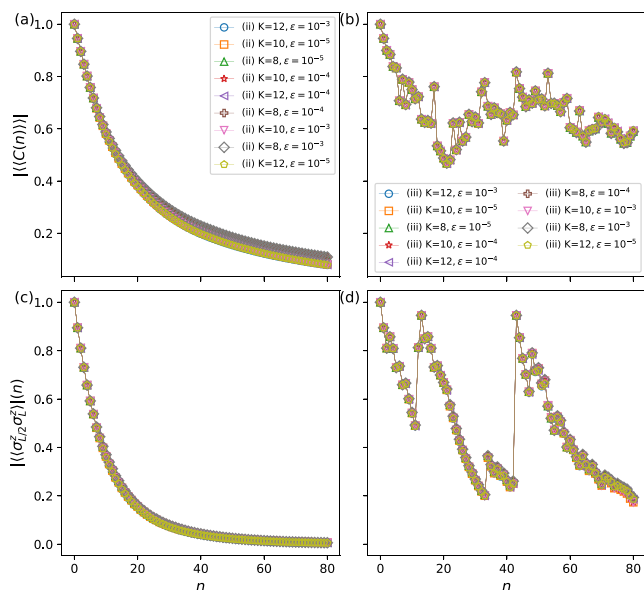 (a)
|⟨⟨C(n)⟩⟩|
1.0
0.8
0.6
0.4
0.2
(ii) K=12, ε = 10⁻³
(ii) K=10, ε = 10⁻⁵
(ii) K=8, ε = 10⁻⁵
(ii) K=10, ε = 10⁻⁴
(ii) K=12, ε = 10⁻⁴
(ii) K=8, ε = 10⁻⁴
(ii) K=10, ε = 10⁻³
(ii) K=8, ε = 10⁻³
(ii) K=12, ε = 10⁻⁵
(b)
(iii) K=12, ε = 10⁻³
(iii) K=10, ε = 10⁻⁵
(iii) K=8, ε = 10⁻⁵
(iii) K=10, ε = 10⁻⁴
(iii) K=12, ε = 10⁻⁴
(iii) K=8, ε = 10⁻⁴
(iii) K=10, ε = 10⁻³
(iii) K=8, ε = 10⁻³
(iii) K=12, ε = 10⁻⁵
(c)
|⟨⟨σᶻ_{L/2}σᶻ_L⟩⟩|(n)
1.0
0.8
0.6
0.4
0.2
0.0
0 20 40 60 80
n
(d)
0 20 40 60 80
n